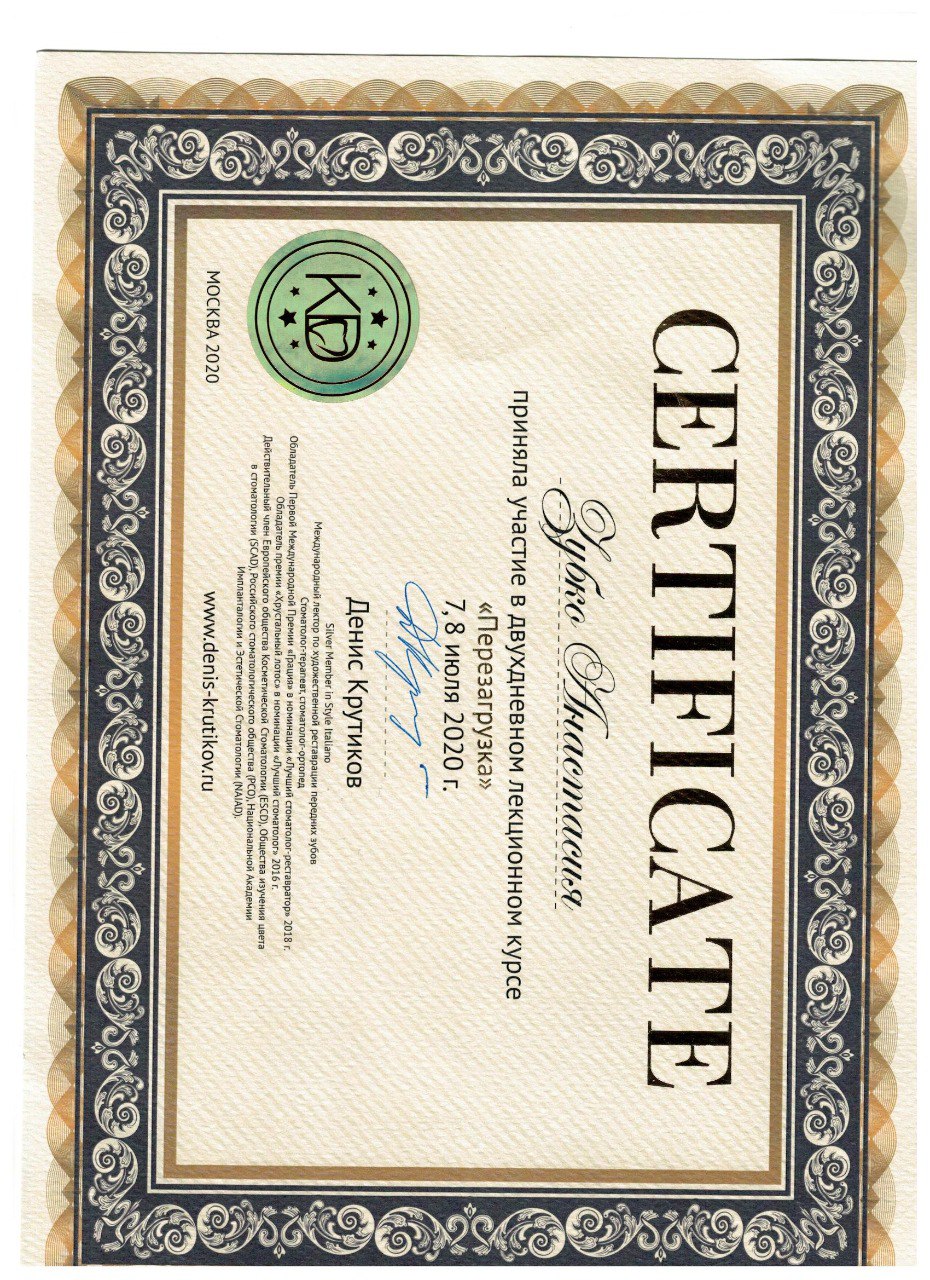 CERTIFICATE
Зубко Анастасия
приняла участие в двухдневном лекционном курсе
«Перезагрузка»
7, 8 июля 2020 г.
Денис Крутиков
Silver Member in Style Italiano
Международный лектор по художественной реставрации передних зубов
Стоматолог-терапевт, стоматолог-ортопед
Обладатель Первой Международной Премии «Грация» в номинации «Лучший стоматолог-реставратор» 2018 г.
Обладатель премии «Хрустальный лотос» в номинации «Лучший стоматолог» 2016 г.
Действительный член Европейского общества Косметической Стоматологии (ESCD), Общества изучения цвета
в стоматологии (SCAD), Российского стоматологического общества (РСО), Национальной Академии
Имплантологии и Эстетической Стоматологии (NAIAD).
KD
МОСКВА 2020
www.denis-krutikov.ru